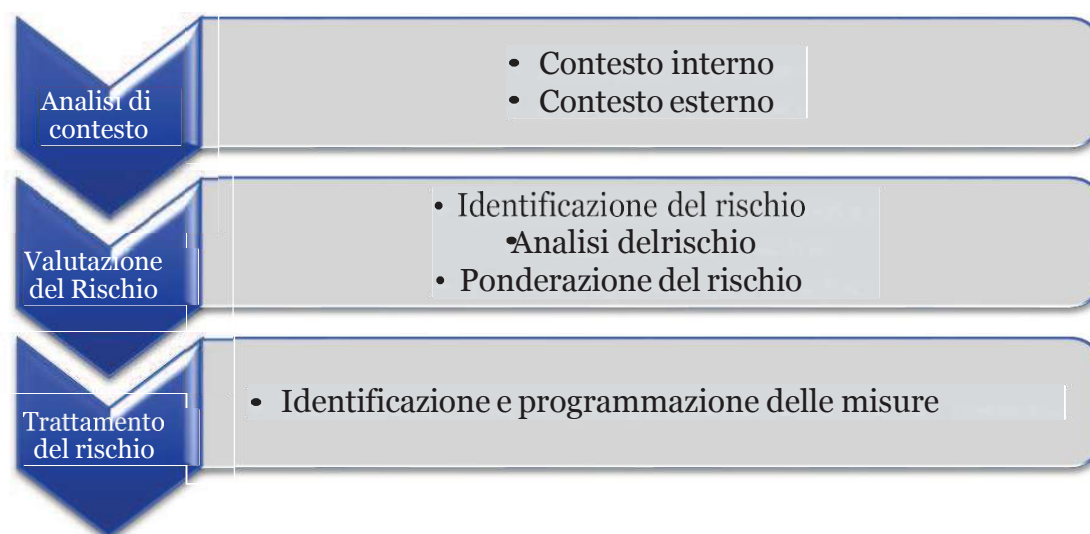 Analisi di
contesto
• Contesto interno
• Contesto esterno
Valutazione
del Rischio
• Identificazione del rischio
•Analisi delrischio
• Ponderazione del rischio
Trattamento
del rischio
• Identificazione e programmazione delle misure